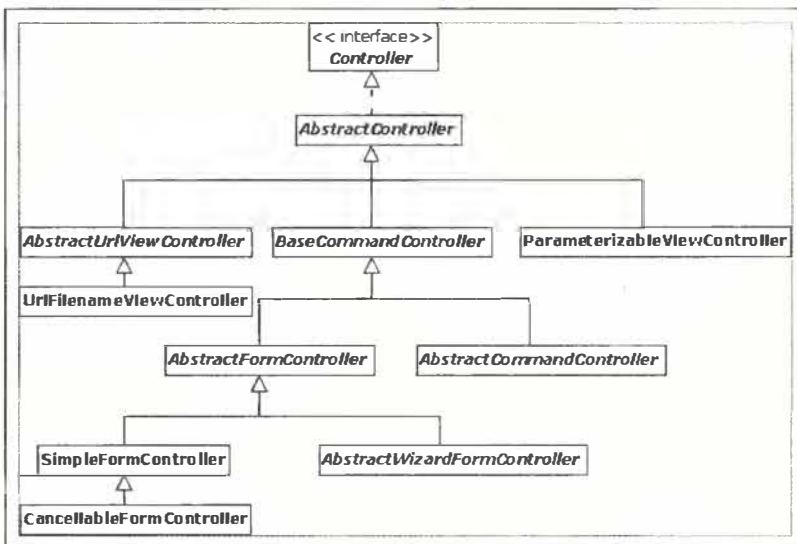 << interface>>
Controller
AbstractController
AbstractUrlViewController
BaseCommandController
ParameterizableViewController
UrlFilenameViewController
AbstractFormController
AbstractCommandController
SimpleFormController
AbstractWizardFormController
CancellableFormController